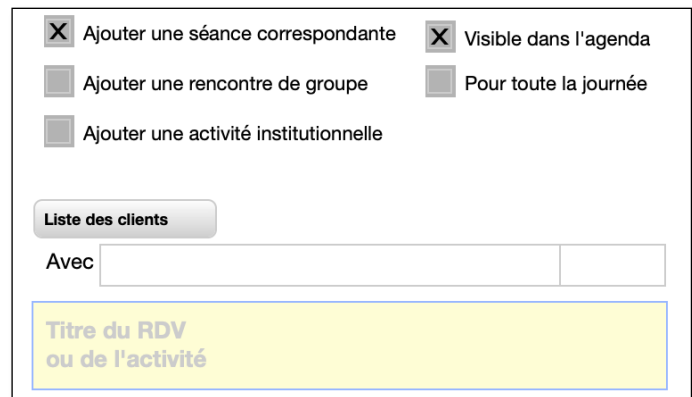 X Ajouter une séance correspondante X Visible dans l'agenda
Ajouter une rencontre de groupe Pour toute la journée
Ajouter une activité institutionnelle
Liste des clients
Avec
Titre du RDV
ou de l'activité